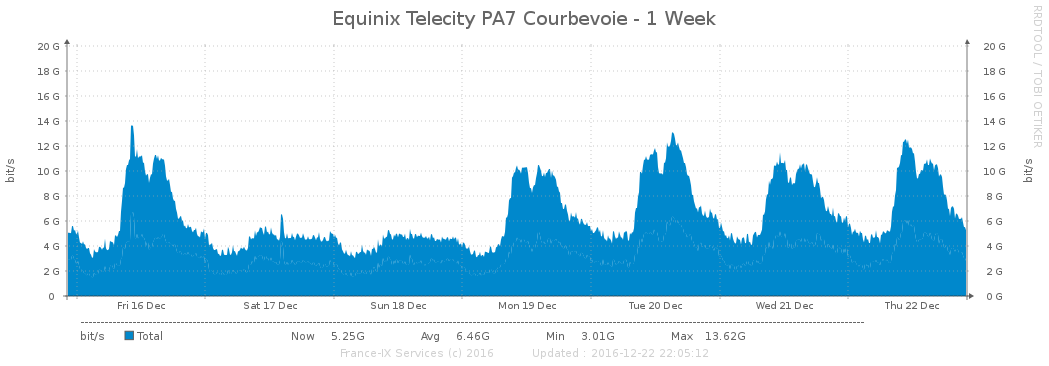 Equinix Telecity PA7 Courbevoie - 1 Week
RRDTOOL / TOBI OETIKER
bit/s
20 G 20 G
18 G 18 G
16 G 16 G
14 G 14 G
12 G 12 G
10 G 10 G
8 G 8 G
6 G 6 G
4 G 4 G
2 G 2 G
0 0 G
bit/s
Fri 16 Dec Sat 17 Dec Sun 18 Dec Mon 19 Dec Tue 20 Dec Wed 21 Dec Thu 22 Dec
bit/s Total Now 5.25G Avg 6.46G Min 3.01G Max 13.62G
France-IX Services (c) 2016 Updated : 2016-12-22 22:05:12